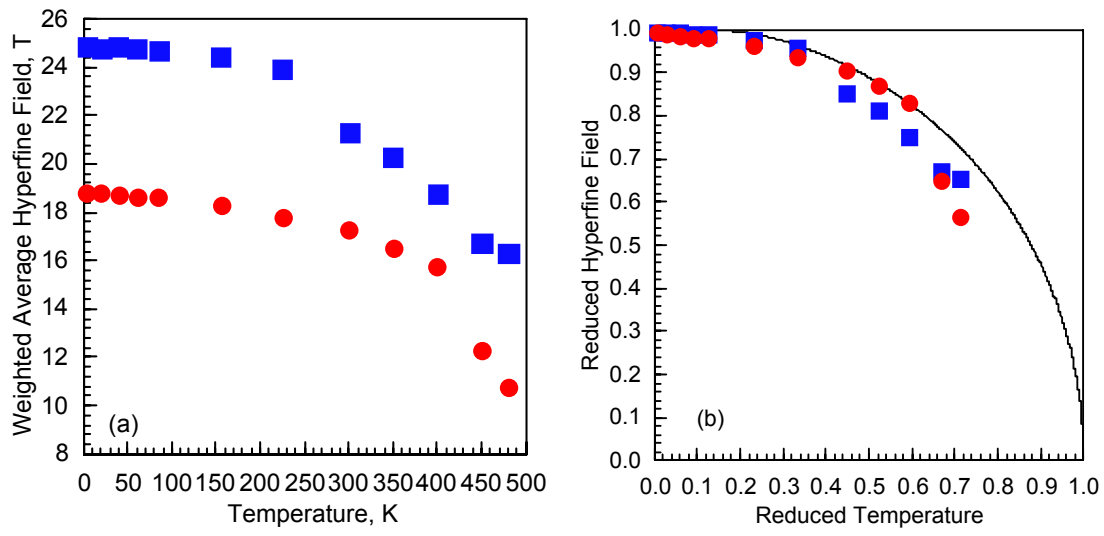 Weighted Average Hyperfine Field, T
26
24
22
20
18
16
14
12
10
8
(a)
0 50 100 150 200 250 300 350 400 450 500
Temperature, K
Reduced Hyperfine Field
1.0
0.9
0.8
0.7
0.6
0.5
0.4
0.3
0.2
0.1
0.0
(b)
0.0 0.1 0.2 0.3 0.4 0.5 0.6 0.7 0.8 0.9 1.0
Reduced Temperature